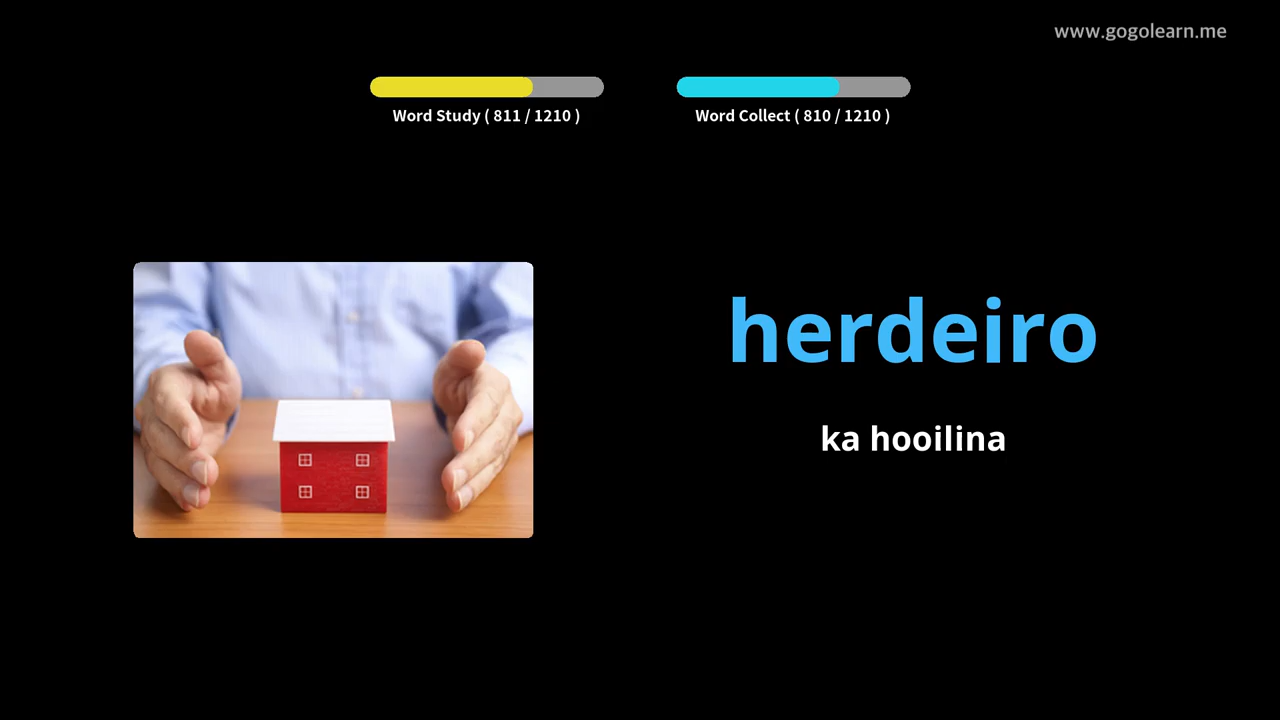 www.gogolearn.me
Word Study ( 811 / 1210 )
Word Collect ( 810 / 1210 )
herdeiro
ka hooilina